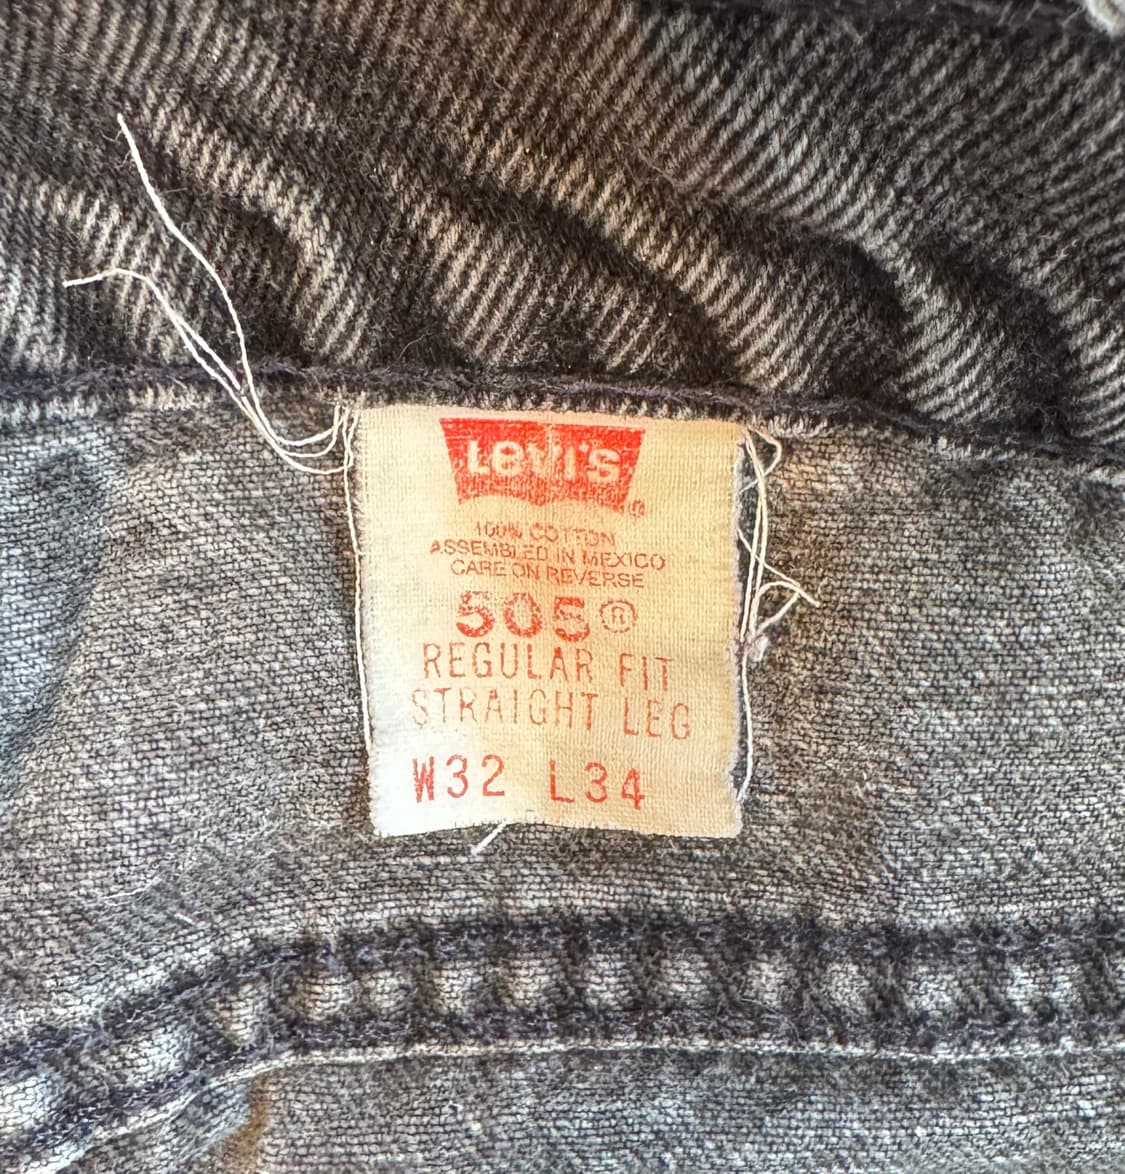 Levi's
®
100% COTTON
ASSEMBLED IN MEXICO
CARE ON REVERSE
505®
REGULAR FIT
STRAIGHT LEG
W32 L34